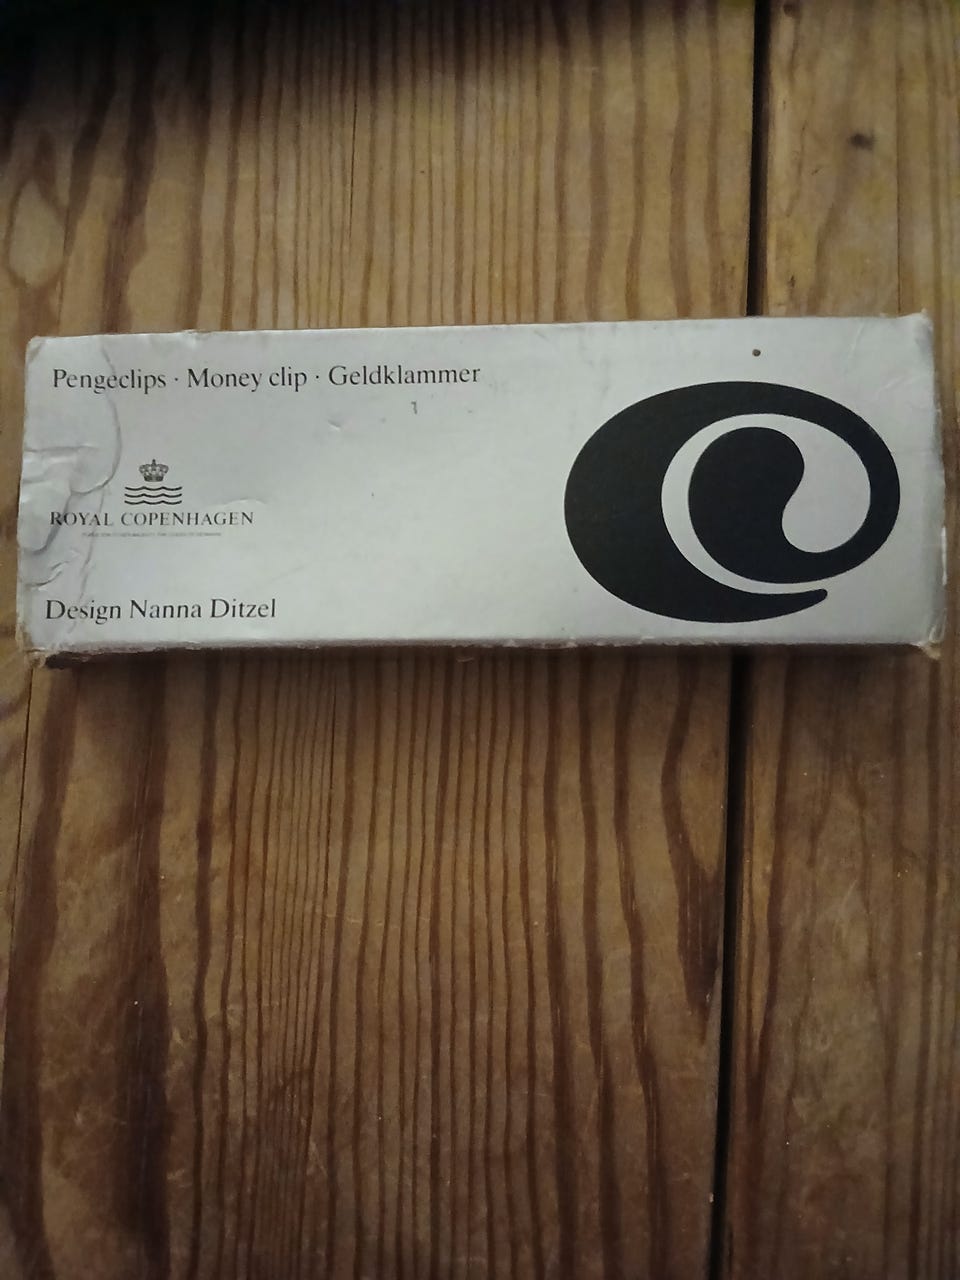 Pengeclips · Money clip · Geldklammer
ROYAL COPENHAGEN
Design Nanna Ditzel